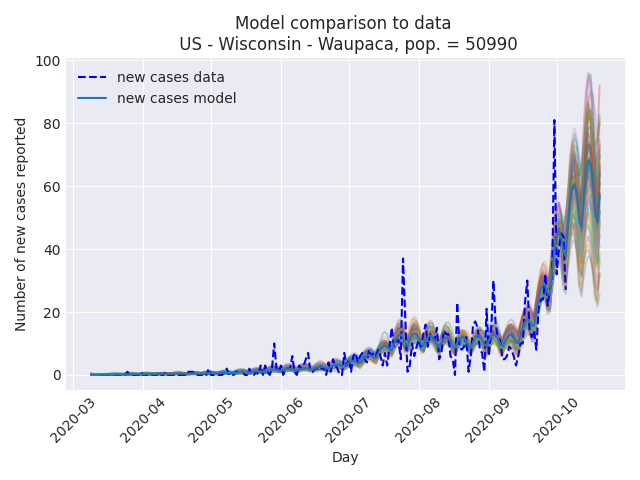 Model comparison to data
US - Wisconsin - Waupaca, pop. = 50990
new cases data
new cases model
Number of new cases reported
100
80
60
40
20
0
2020-03
2020-04
2020-05
2020-06
2020-07
2020-08
2020-09
2020-10
Day